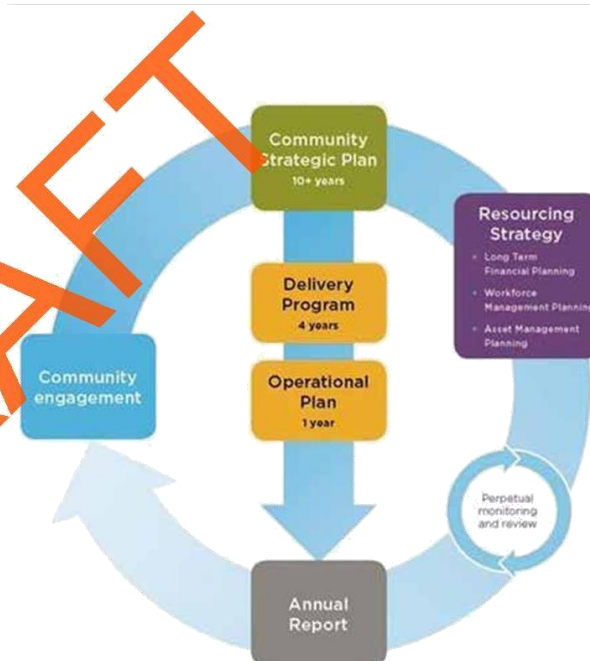 Community
Strategic Plan
10+ years
Resourcing
Strategy
Long Term
Financial Planning
Workforce
Management Planning
Asset Management
Planning
Delivery
Program
4 years
Community
engagement
Operational
Plan
1 year
Perpetual
monitoring
and review
Annual
Report
AFT